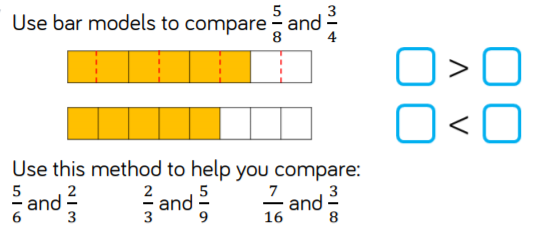 Use bar models to compare 5/8 and 3/4
>
<
Use this method to help you compare:
5/6 and 2/3 2/3 and 5/9 7/16 and 3/8